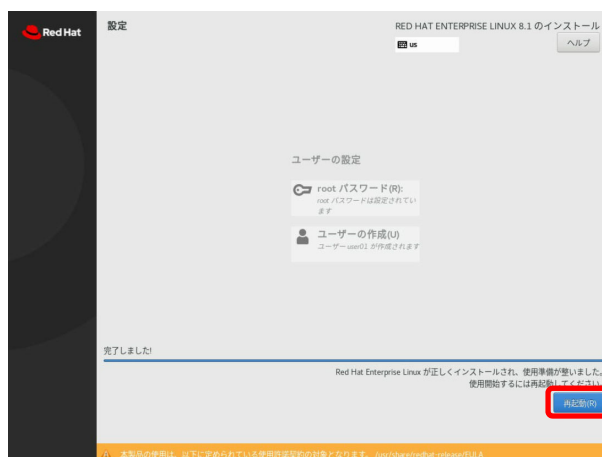 Red Hat
設定
RED HAT ENTERPRISE LINUX 8.1 のインストール
us
ヘルプ
ユーザーの設定
root パスワード(R):
root パスワードは設定されてい
ます
ユーザーの作成(U)
ユーザー user01 が作成されます
完了しました!
Red Hat Enterprise Linux が正しくインストールされ、使用準備が整いました。
使用開始するには再起動してください。
再起動(R)
本製品の使用は、以下に定められている使用許諾契約の対象となります。 /usr/share/redhat-release/EULA